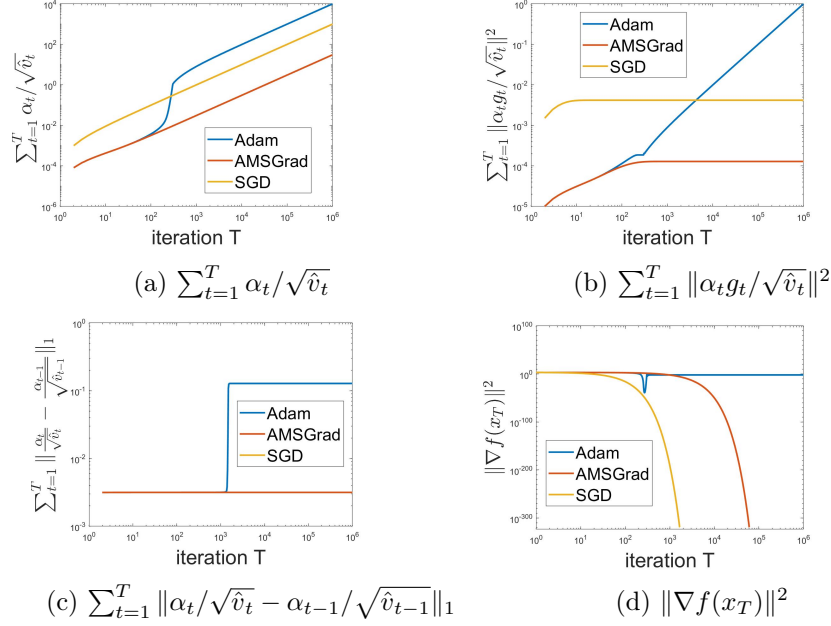 10^4
10^2
10^0
10^-2
10^-4
10^-6
∑_{t=1}^T α_t/√v̂_t
10^0 10^1 10^2 10^3 10^4 10^5 10^6
iteration T
Adam
AMSGrad
SGD
(a) ∑_{t=1}^T α_t/√v̂_t
10^0
10^-1
10^-2
10^-3
10^-4
10^-5
∑_{t=1}^T ‖α_t g_t/√v̂_t‖^2
10^0 10^1 10^2 10^3 10^4 10^5 10^6
iteration T
Adam
AMSGrad
SGD
(b) ∑_{t=1}^T ‖α_t g_t/√v̂_t‖^2
10^0
10^-1
10^-2
10^-3
∑_{t=1}^T ‖α_t/√v̂_t − α_{t-1}/√v̂_{t-1}‖_1
10^0 10^1 10^2 10^3 10^4 10^5 10^6
iteration T
Adam
AMSGrad
SGD
(c) ∑_{t=1}^T ‖α_t/√v̂_t − α_{t-1}/√v̂_{t-1}‖_1
10^100
10^0
10^-100
10^-200
10^-300
‖∇f(x_T)‖^2
10^0 10^1 10^2 10^3 10^4 10^5 10^6
iteration T
Adam
AMSGrad
SGD
(d) ‖∇f(x_T)‖^2